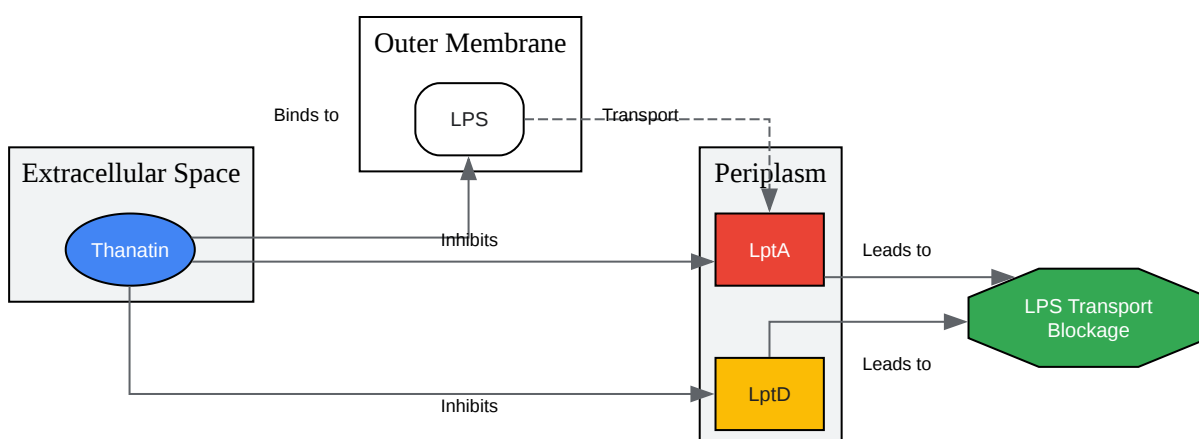 Outer Membrane
Binds to
LPS
Transport
Extracellular Space
Periplasm
Thanatin
Inhibits
LptA
Leads to
LPS Transport
Blockage
Leads to
LptD
Inhibits